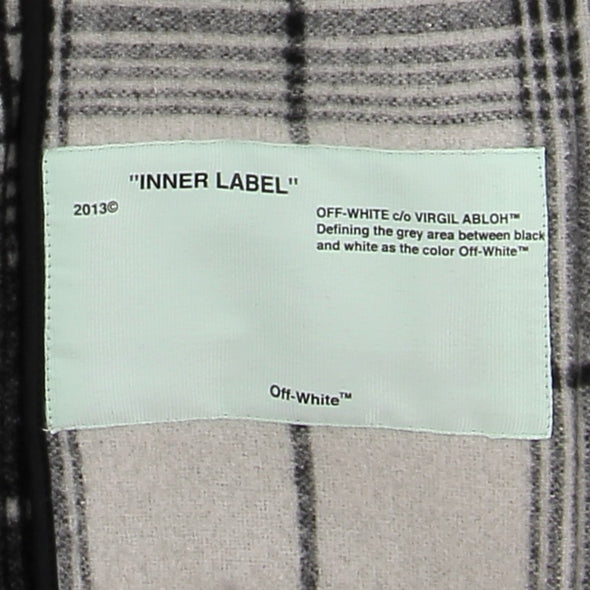 "INNER LABEL"
2013©
OFF-WHITE c/o VIRGIL ABLOH™
Defining the grey area between black
and white as the color Off-White™
Off-White™